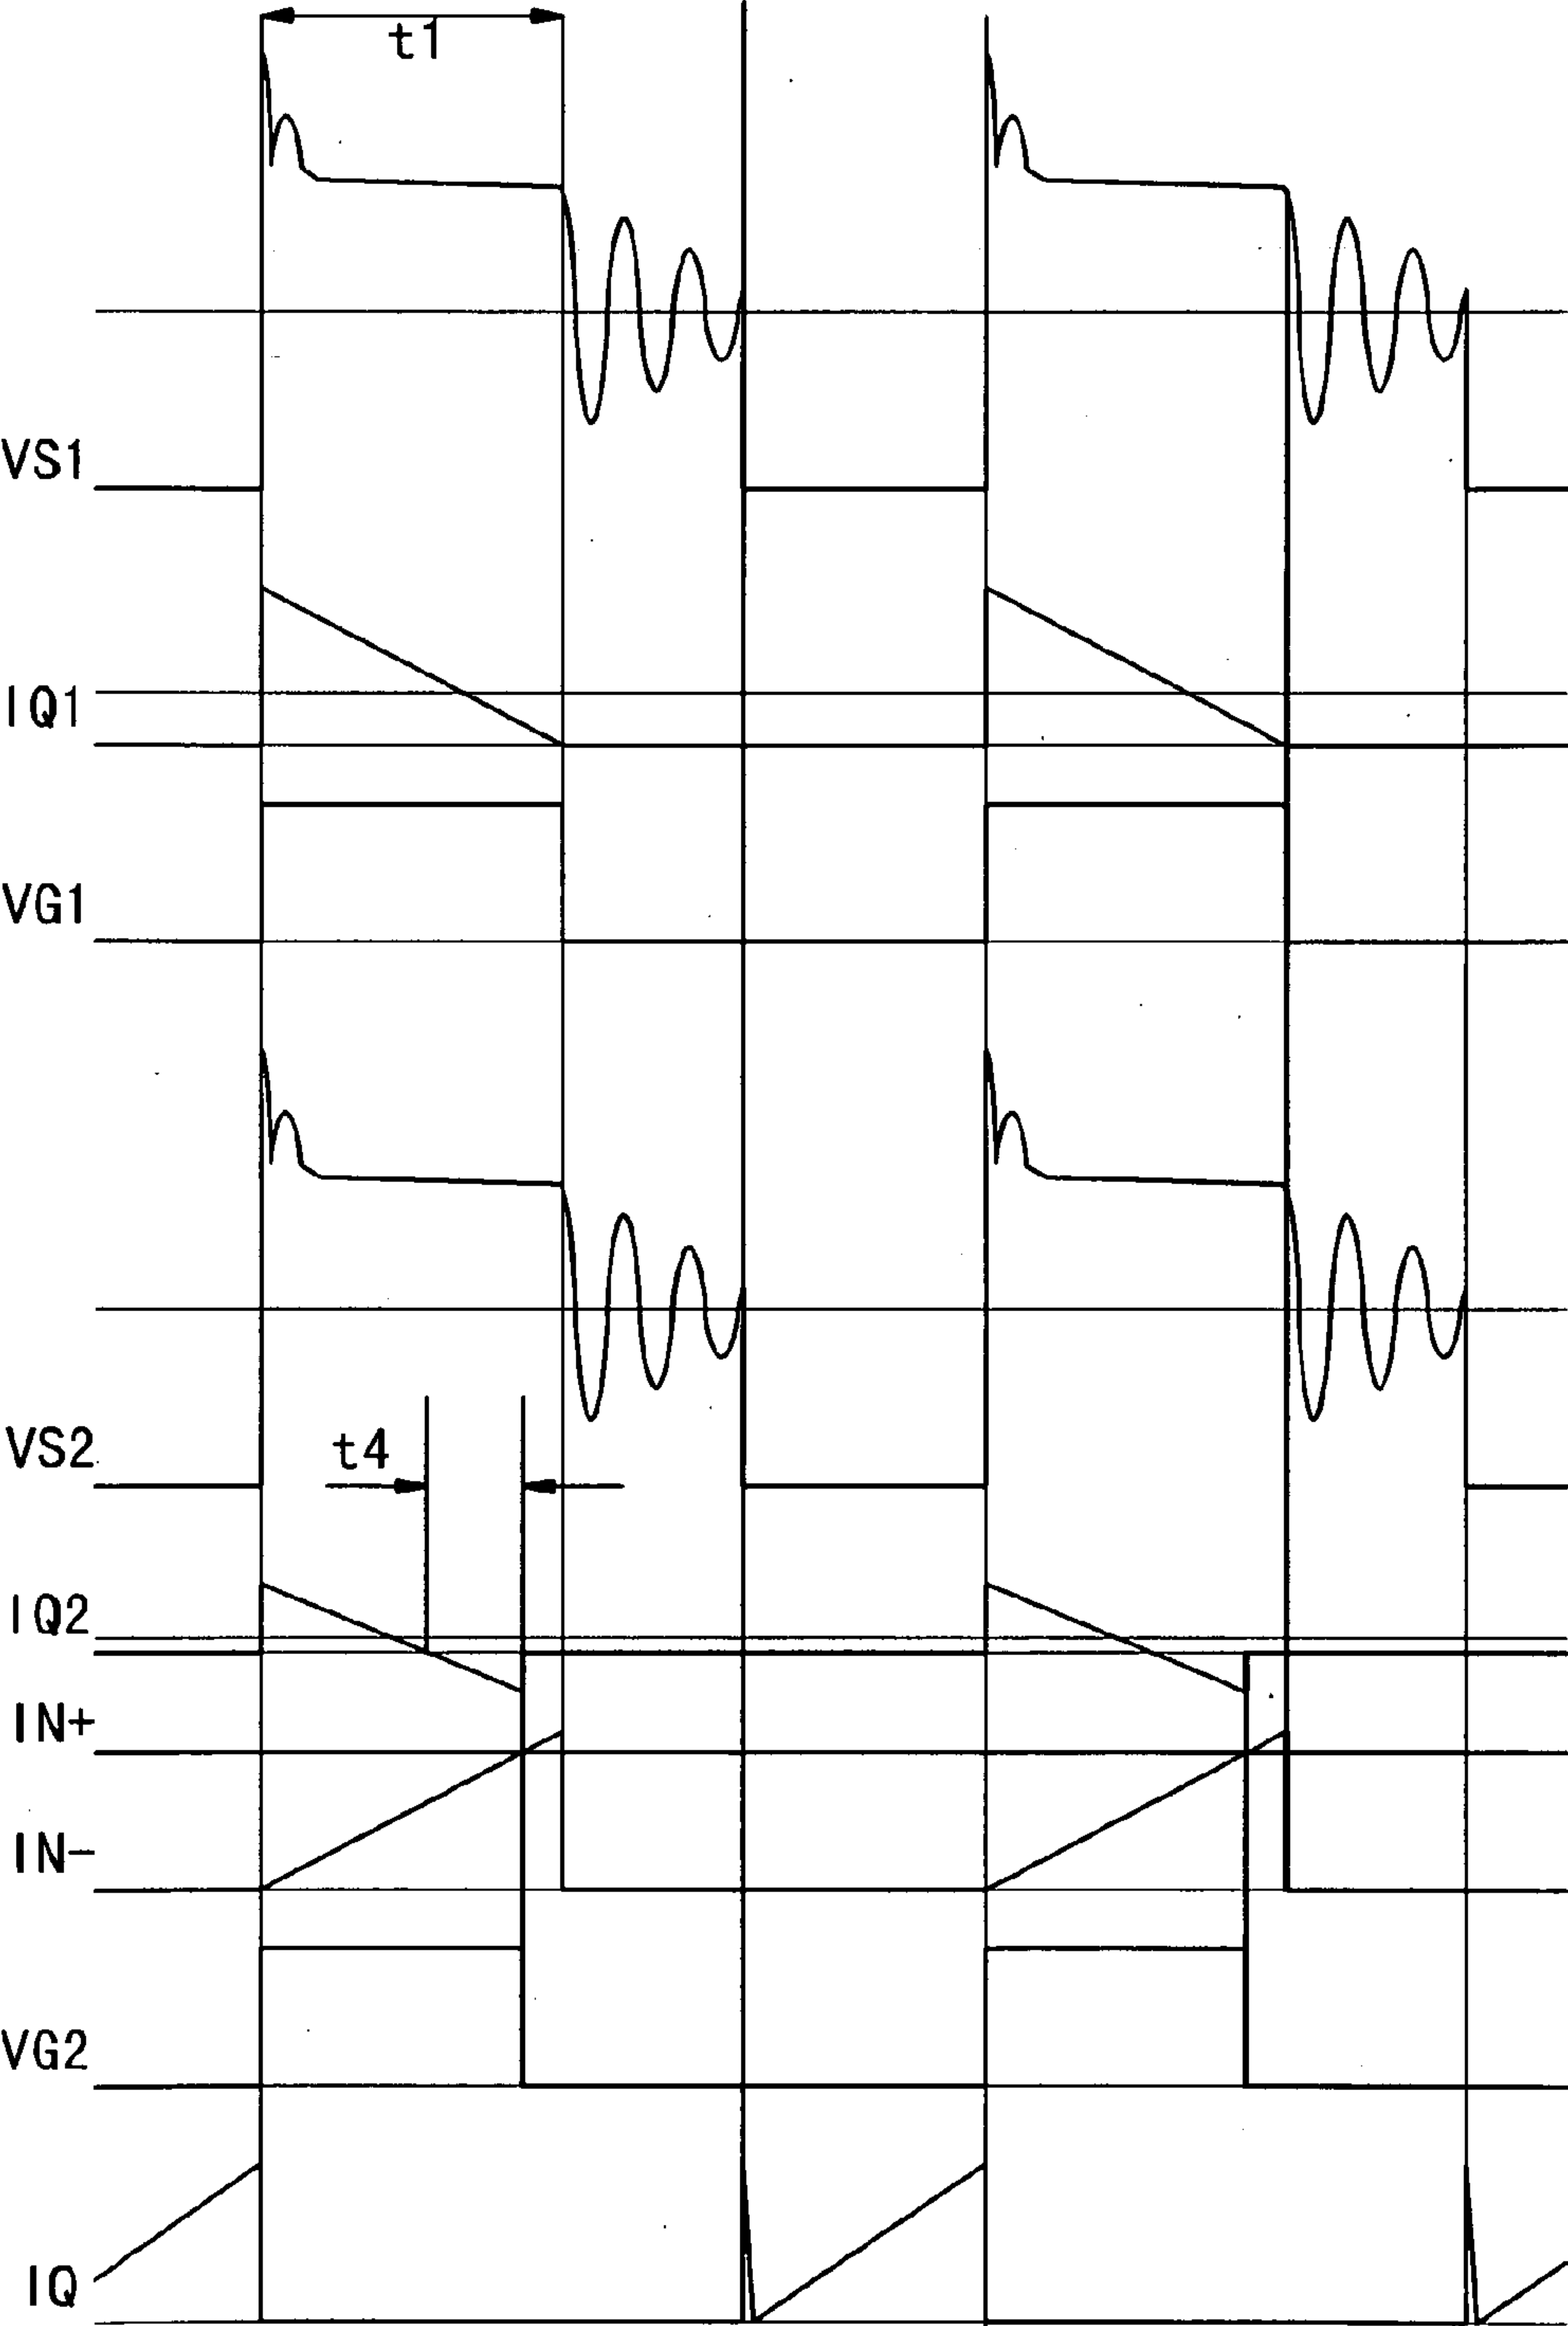 t1
VS1
IQ1
VG1
VS2
t4
IQ2
IN+
IN-
VG2
IQ